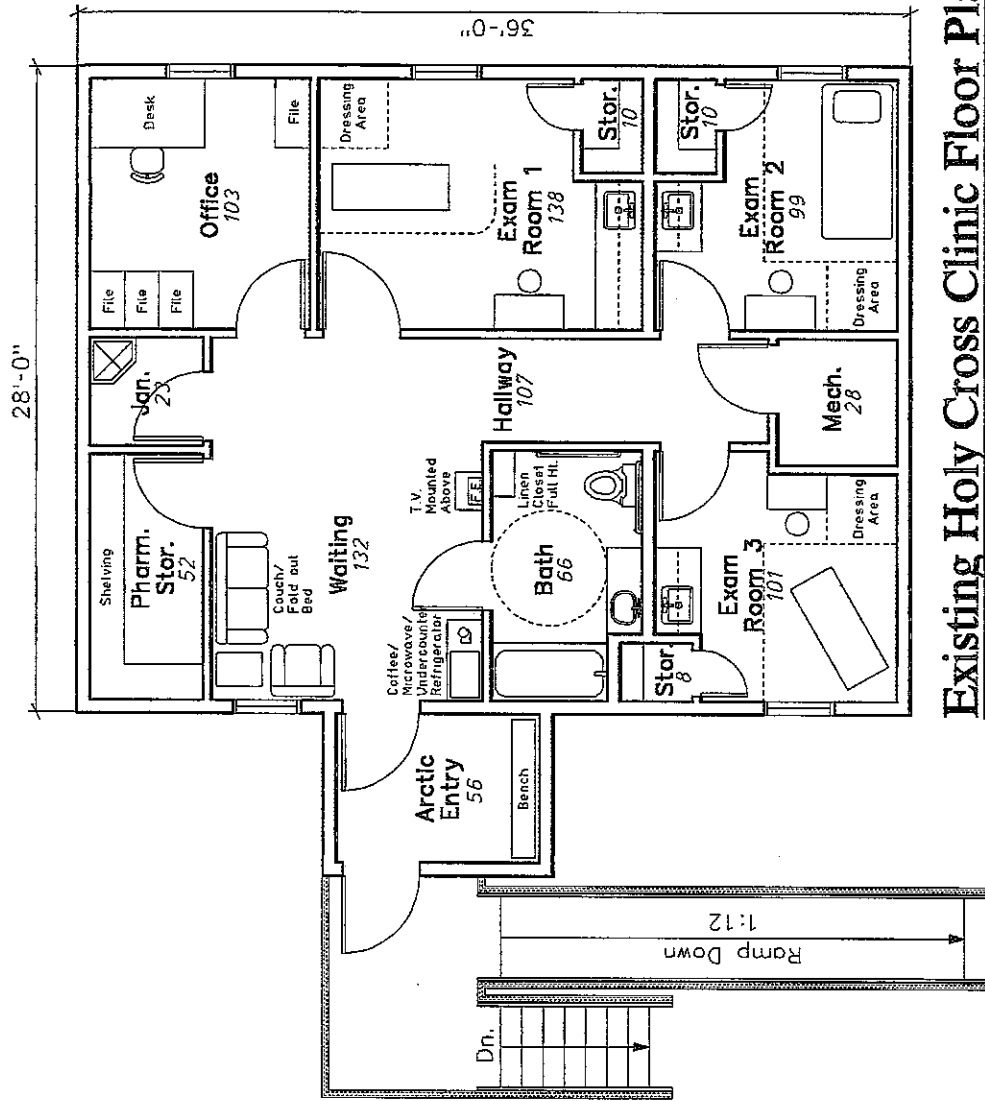 28'-0"
36'-0"
Shelving
Pharm.
Stor.
52
Jan.
23
File
File
File
Office
103
Desk
File
Couch/
Fold out
Bed
Waiting
132
T.V.
Mounted
Above
F.E.
Coffee/
Microwave/
Undercounter
Refrigerator
Hallway
107
Dressing
Area
Exam
Room 1
138
Stor.
10
Stor.
10
Exam
Room 2
99
Dressing
Area
Arctic
Entry
56
Bench
Linen
Closet
Full Ht.
Bath
66
Stor.
8
Exam
Room 3
101
Dressing
Area
Mech.
28
Dn.
Ramp Down
1:12
Existing Holy Cross Clinic Floor Pla